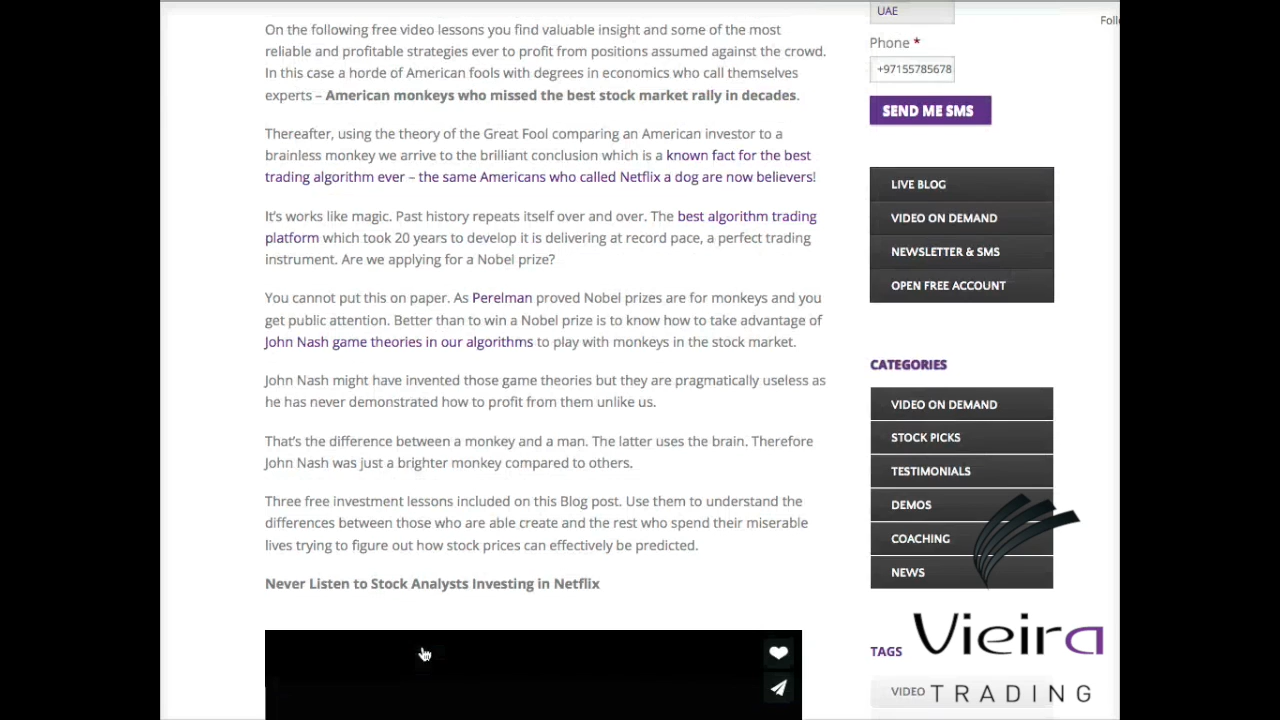 On the following free video lessons you find valuable insight and some of the most
reliable and profitable strategies ever to profit from positions assumed against the crowd.
In this case a horde of American fools with degrees in economics who call themselves
experts – American monkeys who missed the best stock market rally in decades.
Thereafter, using the theory of the Great Fool comparing an American investor to a
brainless monkey we arrive to the brilliant conclusion which is a known fact for the best
trading algorithm ever – the same Americans who called Netflix a dog are now believers!
It's works like magic. Past history repeats itself over and over. The best algorithm trading
platform which took 20 years to develop it is delivering at record pace, a perfect trading
instrument. Are we applying for a Nobel prize?
You cannot put this on paper. As Perelman proved Nobel prizes are for monkeys and you
get public attention. Better than to win a Nobel prize is to know how to take advantage of
John Nash game theories in our algorithms to play with monkeys in the stock market.
John Nash might have invented those game theories but they are pragmatically useless as
he has never demonstrated how to profit from them unlike us.
That's the difference between a monkey and a man. The latter uses the brain. Therefore
John Nash was just a brighter monkey compared to others.
Three free investment lessons included on this Blog post. Use them to understand the
differences between those who are able create and the rest who spend their miserable
lives trying to figure out how stock prices can effectively be predicted.
Never Listen to Stock Analysts Investing in Netflix
UAE
Foll
Phone *
+97155785678
SEND ME SMS
LIVE BLOG
VIDEO ON DEMAND
NEWSLETTER & SMS
OPEN FREE ACCOUNT
CATEGORIES
VIDEO ON DEMAND
STOCK PICKS
TESTIMONIALS
DEMOS
COACHING
NEWS
TAGS
VIDEO
Vieira
TRADING